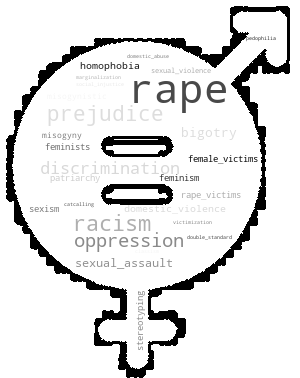 pedophilia
domestic_abuse
homophobia
sexual_violence
marginalization
rape
prejudice
bigotry
misogyny
feminists
female_victims
discrimination
patriarchy
feminism
rape_victims
catcalling
sexism
domestic_violence
racism
victimization
oppression
double_standard
sexual_assault
stereotyping